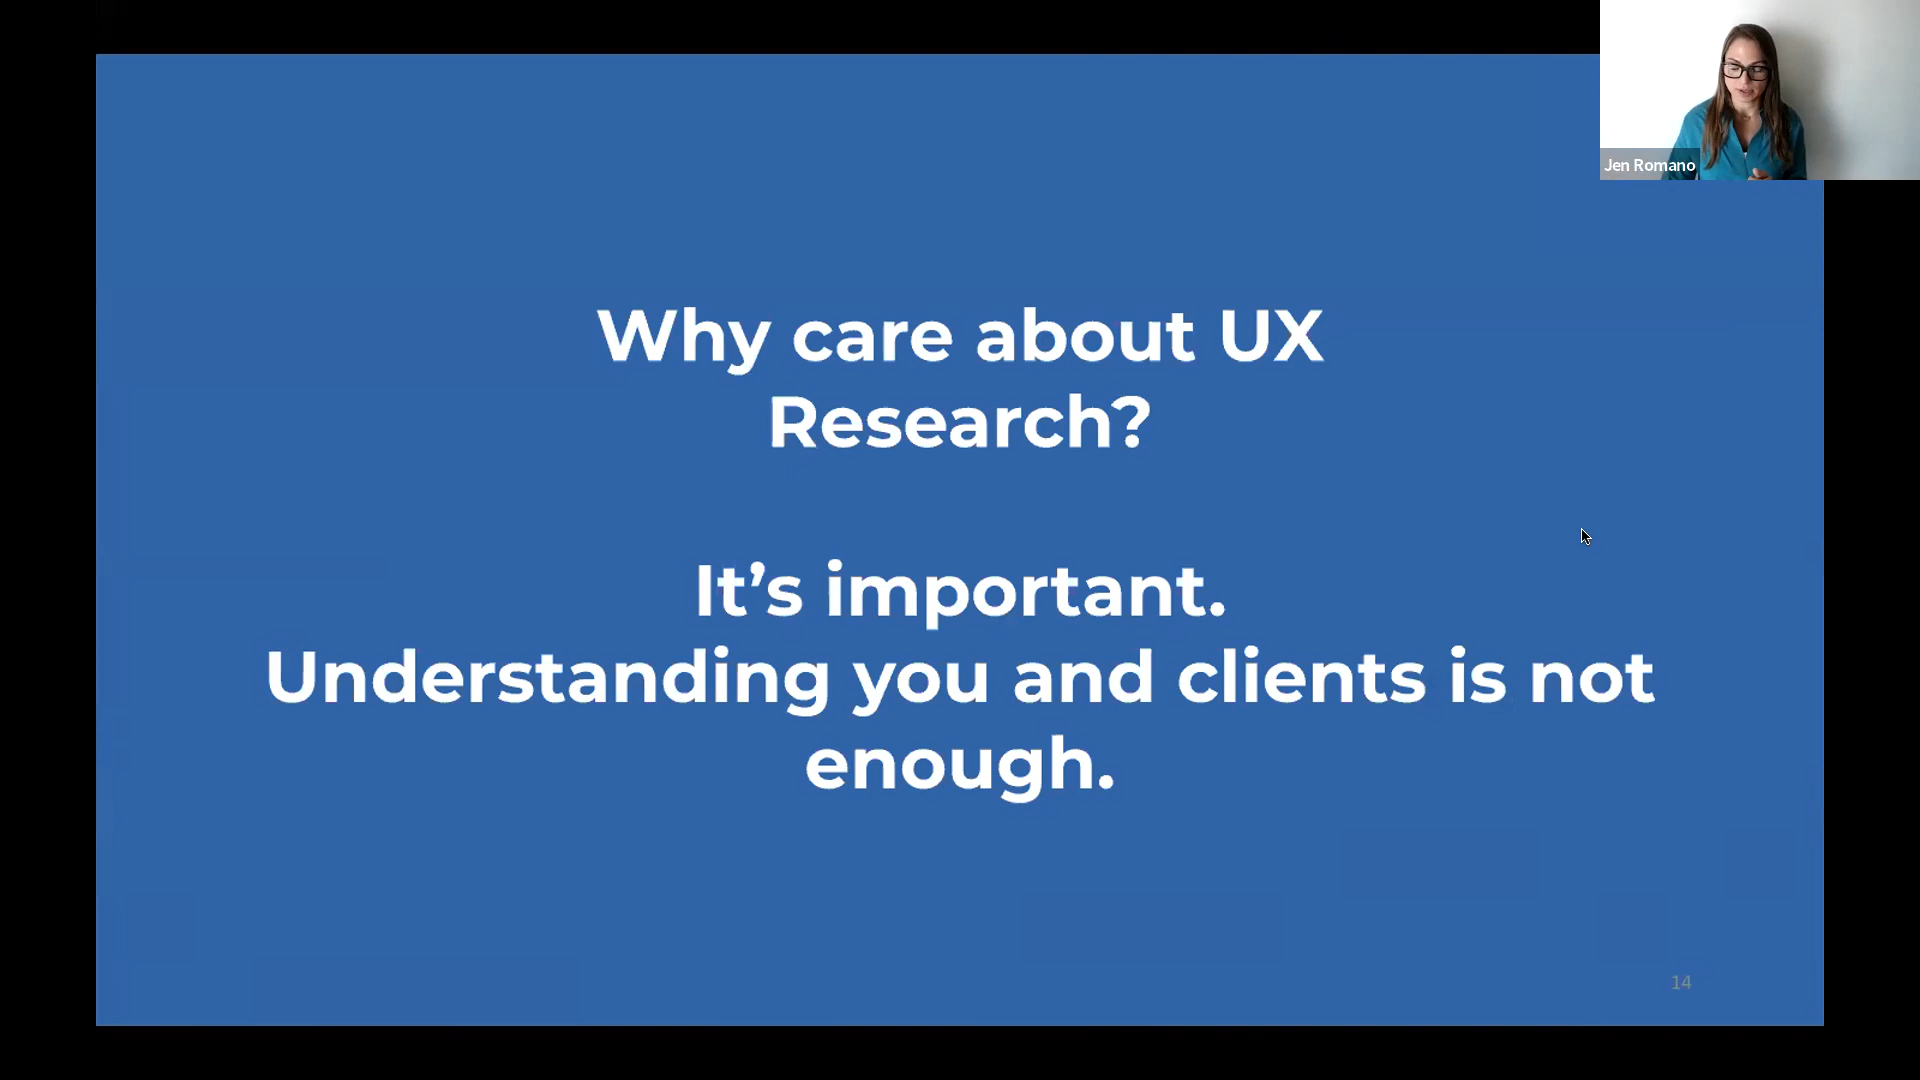 Jen Romano
Why care about UX
Research?
It’s important.
Understanding you and clients is not
enough.
14